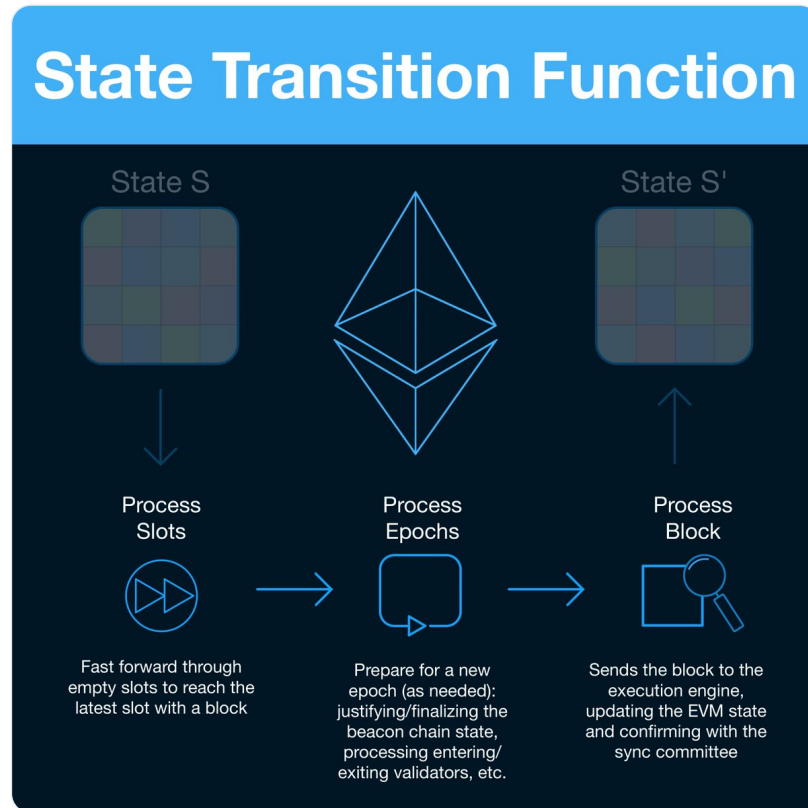 State Transition Function
State S
State S'
Process
Slots
Fast forward through
empty slots to reach the
latest slot with a block
Process
Epochs
Prepare for a new
epoch (as needed):
justifying/finalizing the
beacon chain state,
processing entering/
exiting validators, etc.
Process
Block
Sends the block to the
execution engine,
updating the EVM state
and confirming with the
sync committee